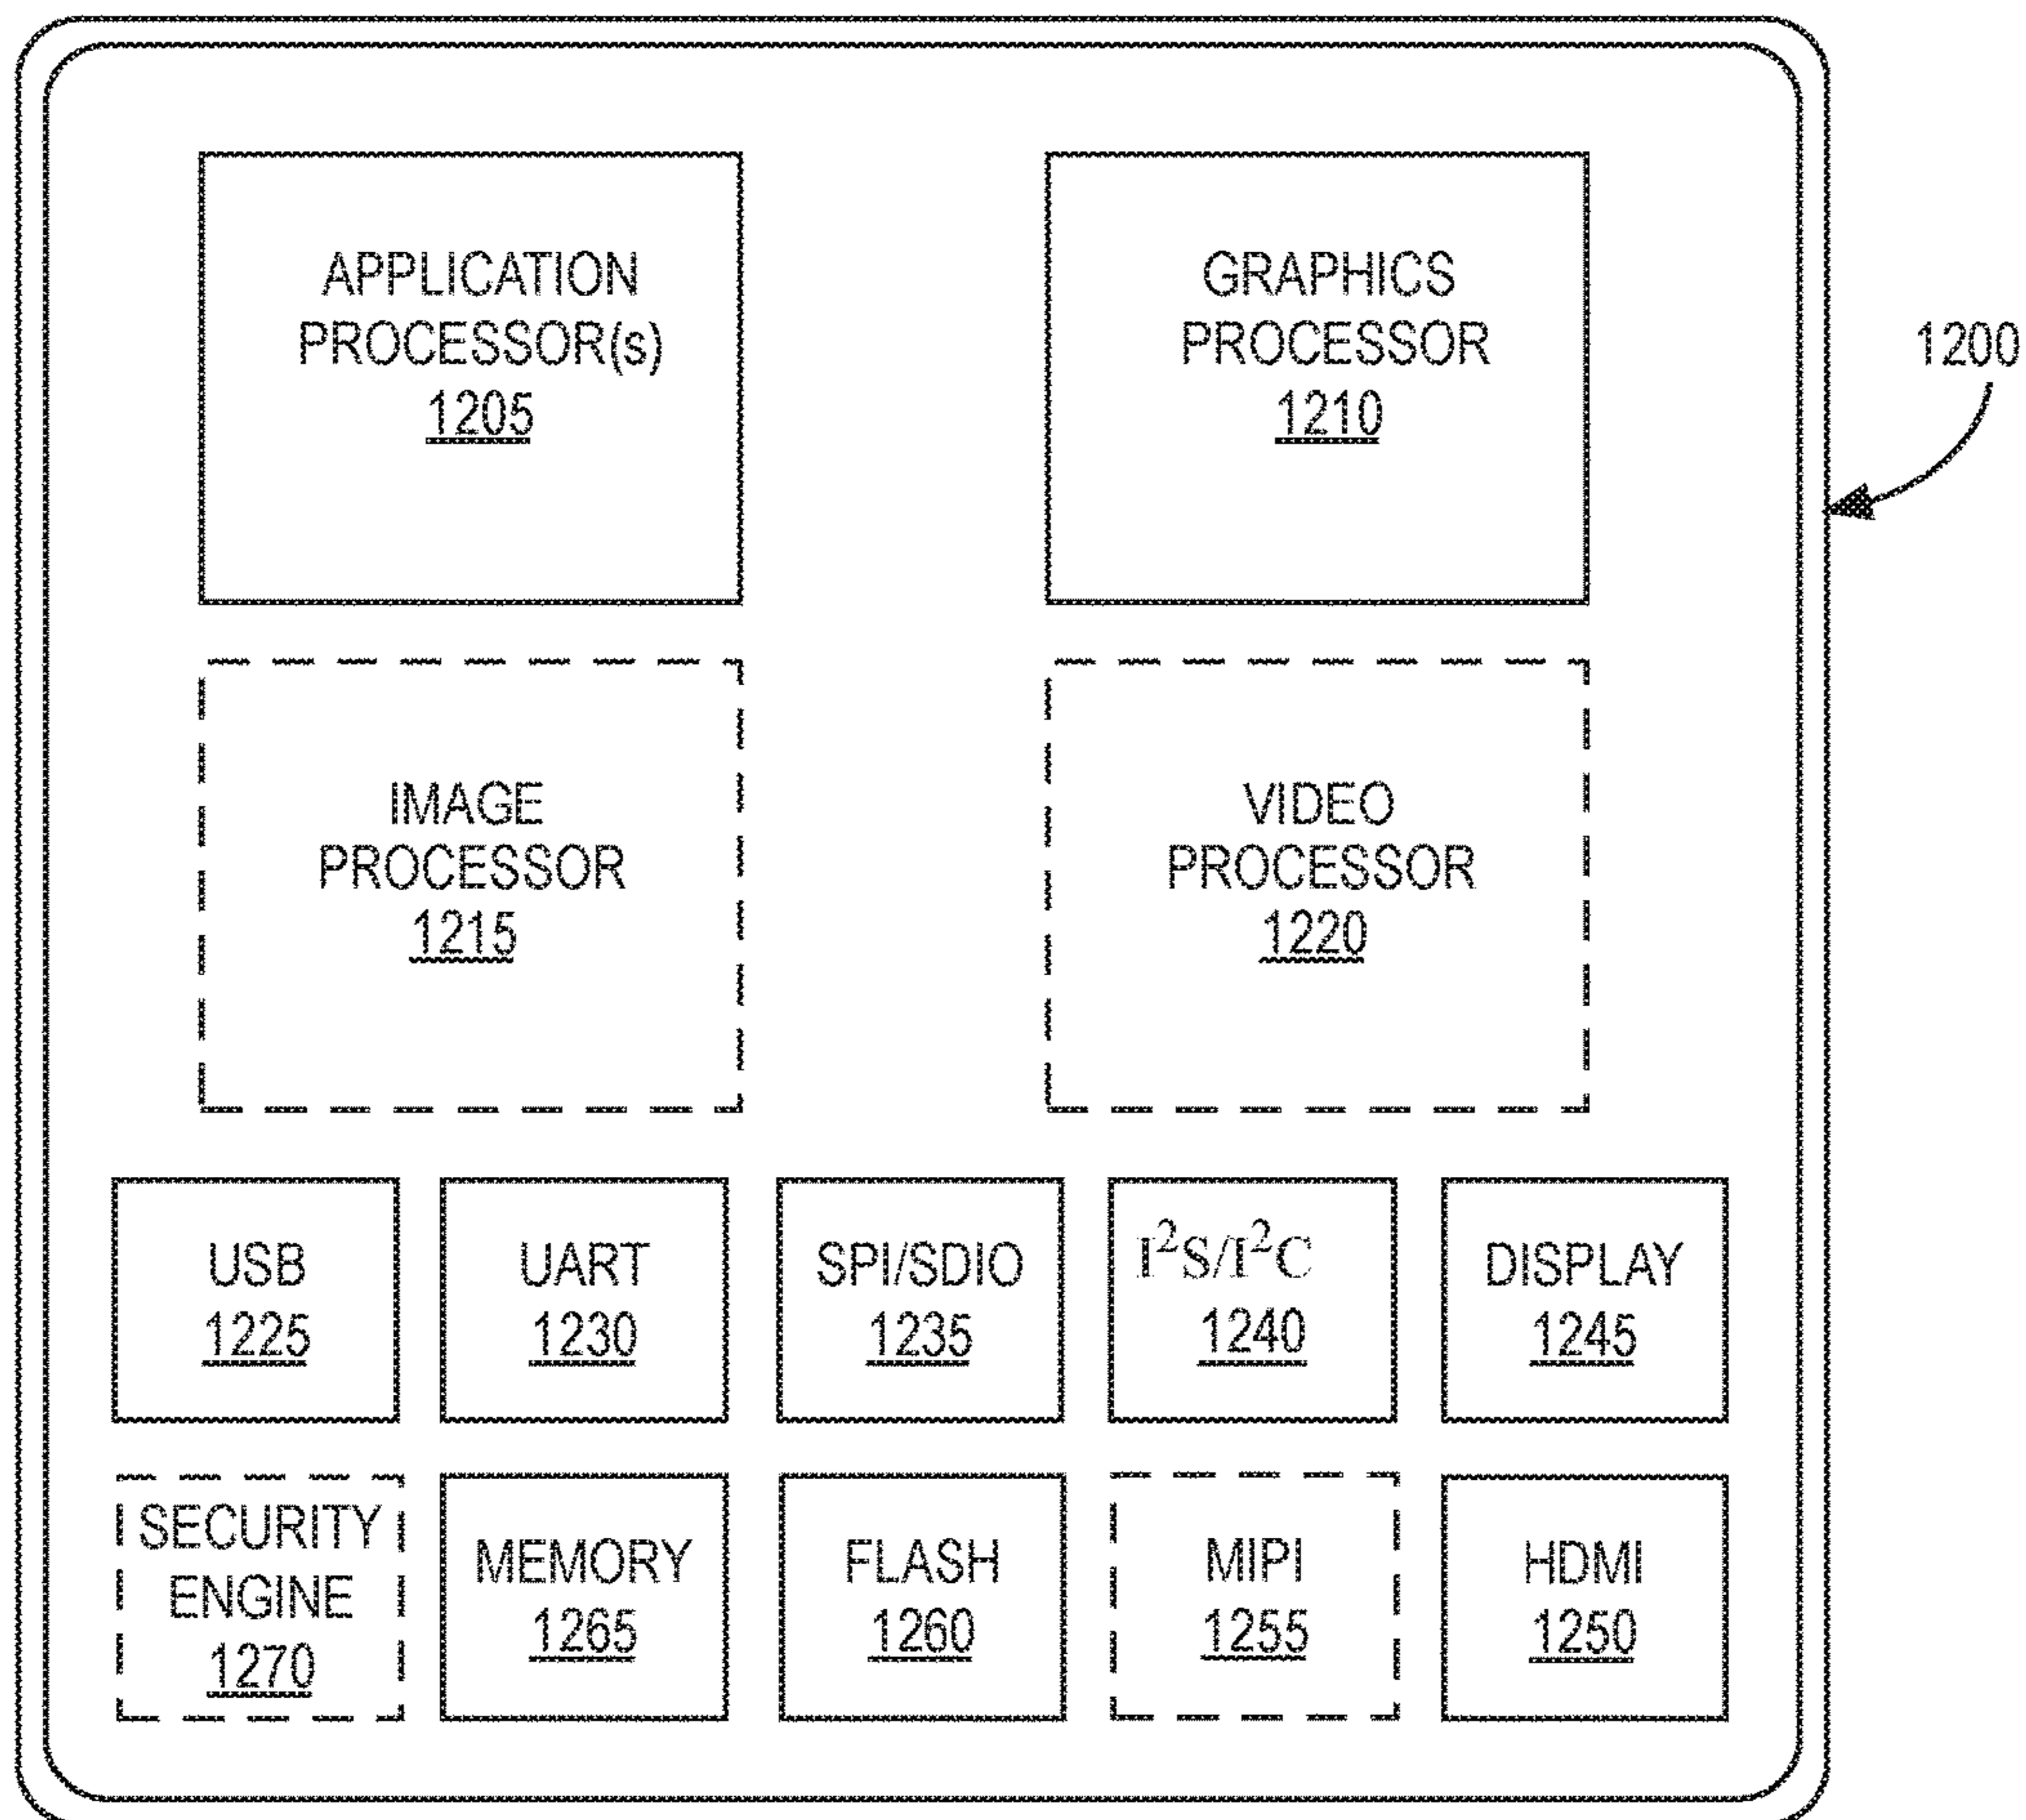 APPLICATION
PROCESSOR(s)
1205
GRAPHICS
PROCESSOR
1210
1200
IMAGE
PROCESSOR
1215
VIDEO
PROCESSOR
1220
USB
1225
UART
1230
SPI/SDIO
1235
I²S/I²C
1240
DISPLAY
1245
SECURITY
ENGINE
1270
MEMORY
1265
FLASH
1260
MIPI
1255
HDMI
1250